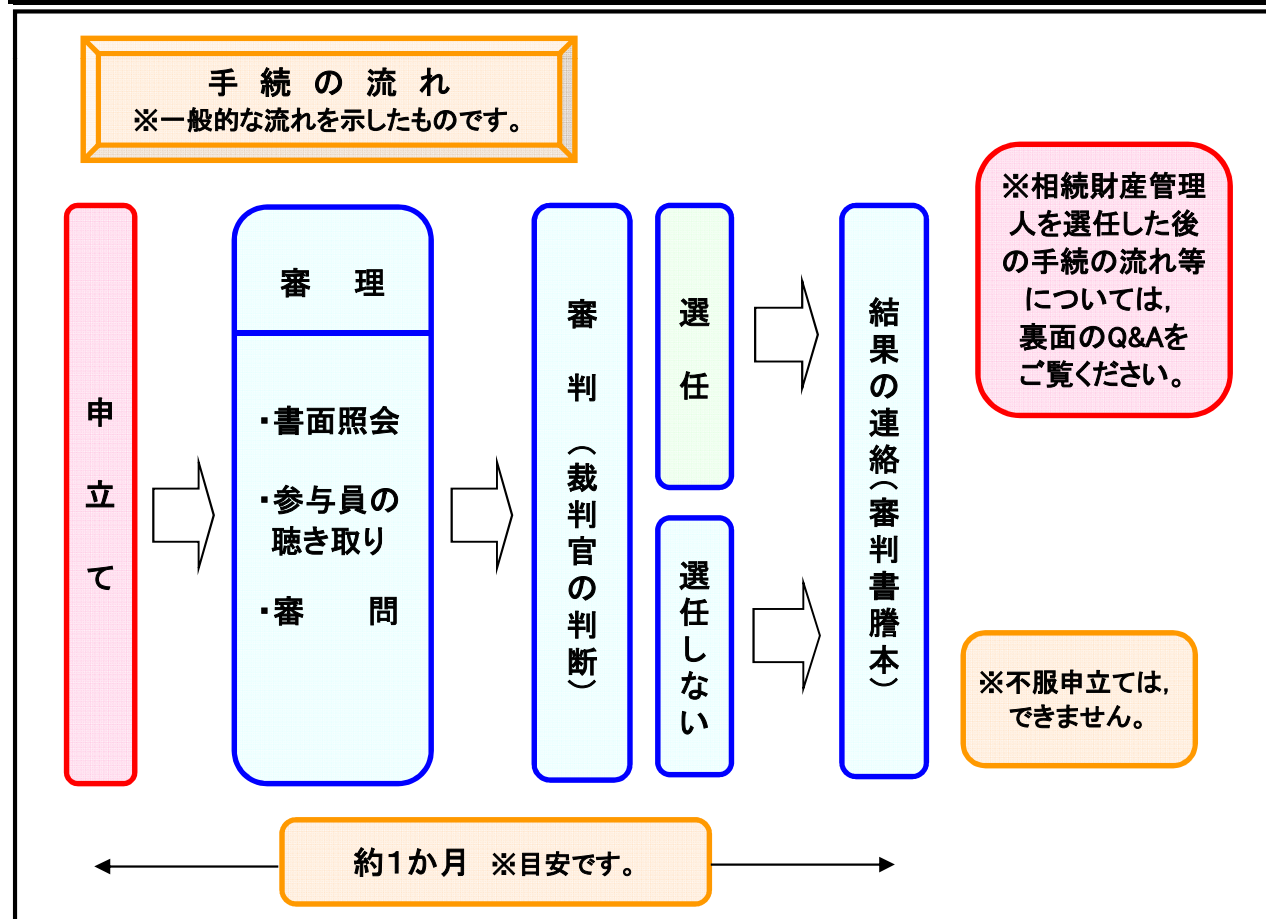 手続の流れ
※一般的な流れを示したものです。
申立て
審理
・書面照会
・参与員の
聴き取り
・審問
審判（裁判官の判断）
選任
選任しない
結果の連絡（審判書謄本）
※相続財産管理
人を選任した後
の手続の流れ等
については，
裏面のQ&Aを
ご覧ください。
※不服申立ては，
できません。
約1か月 ※目安です。